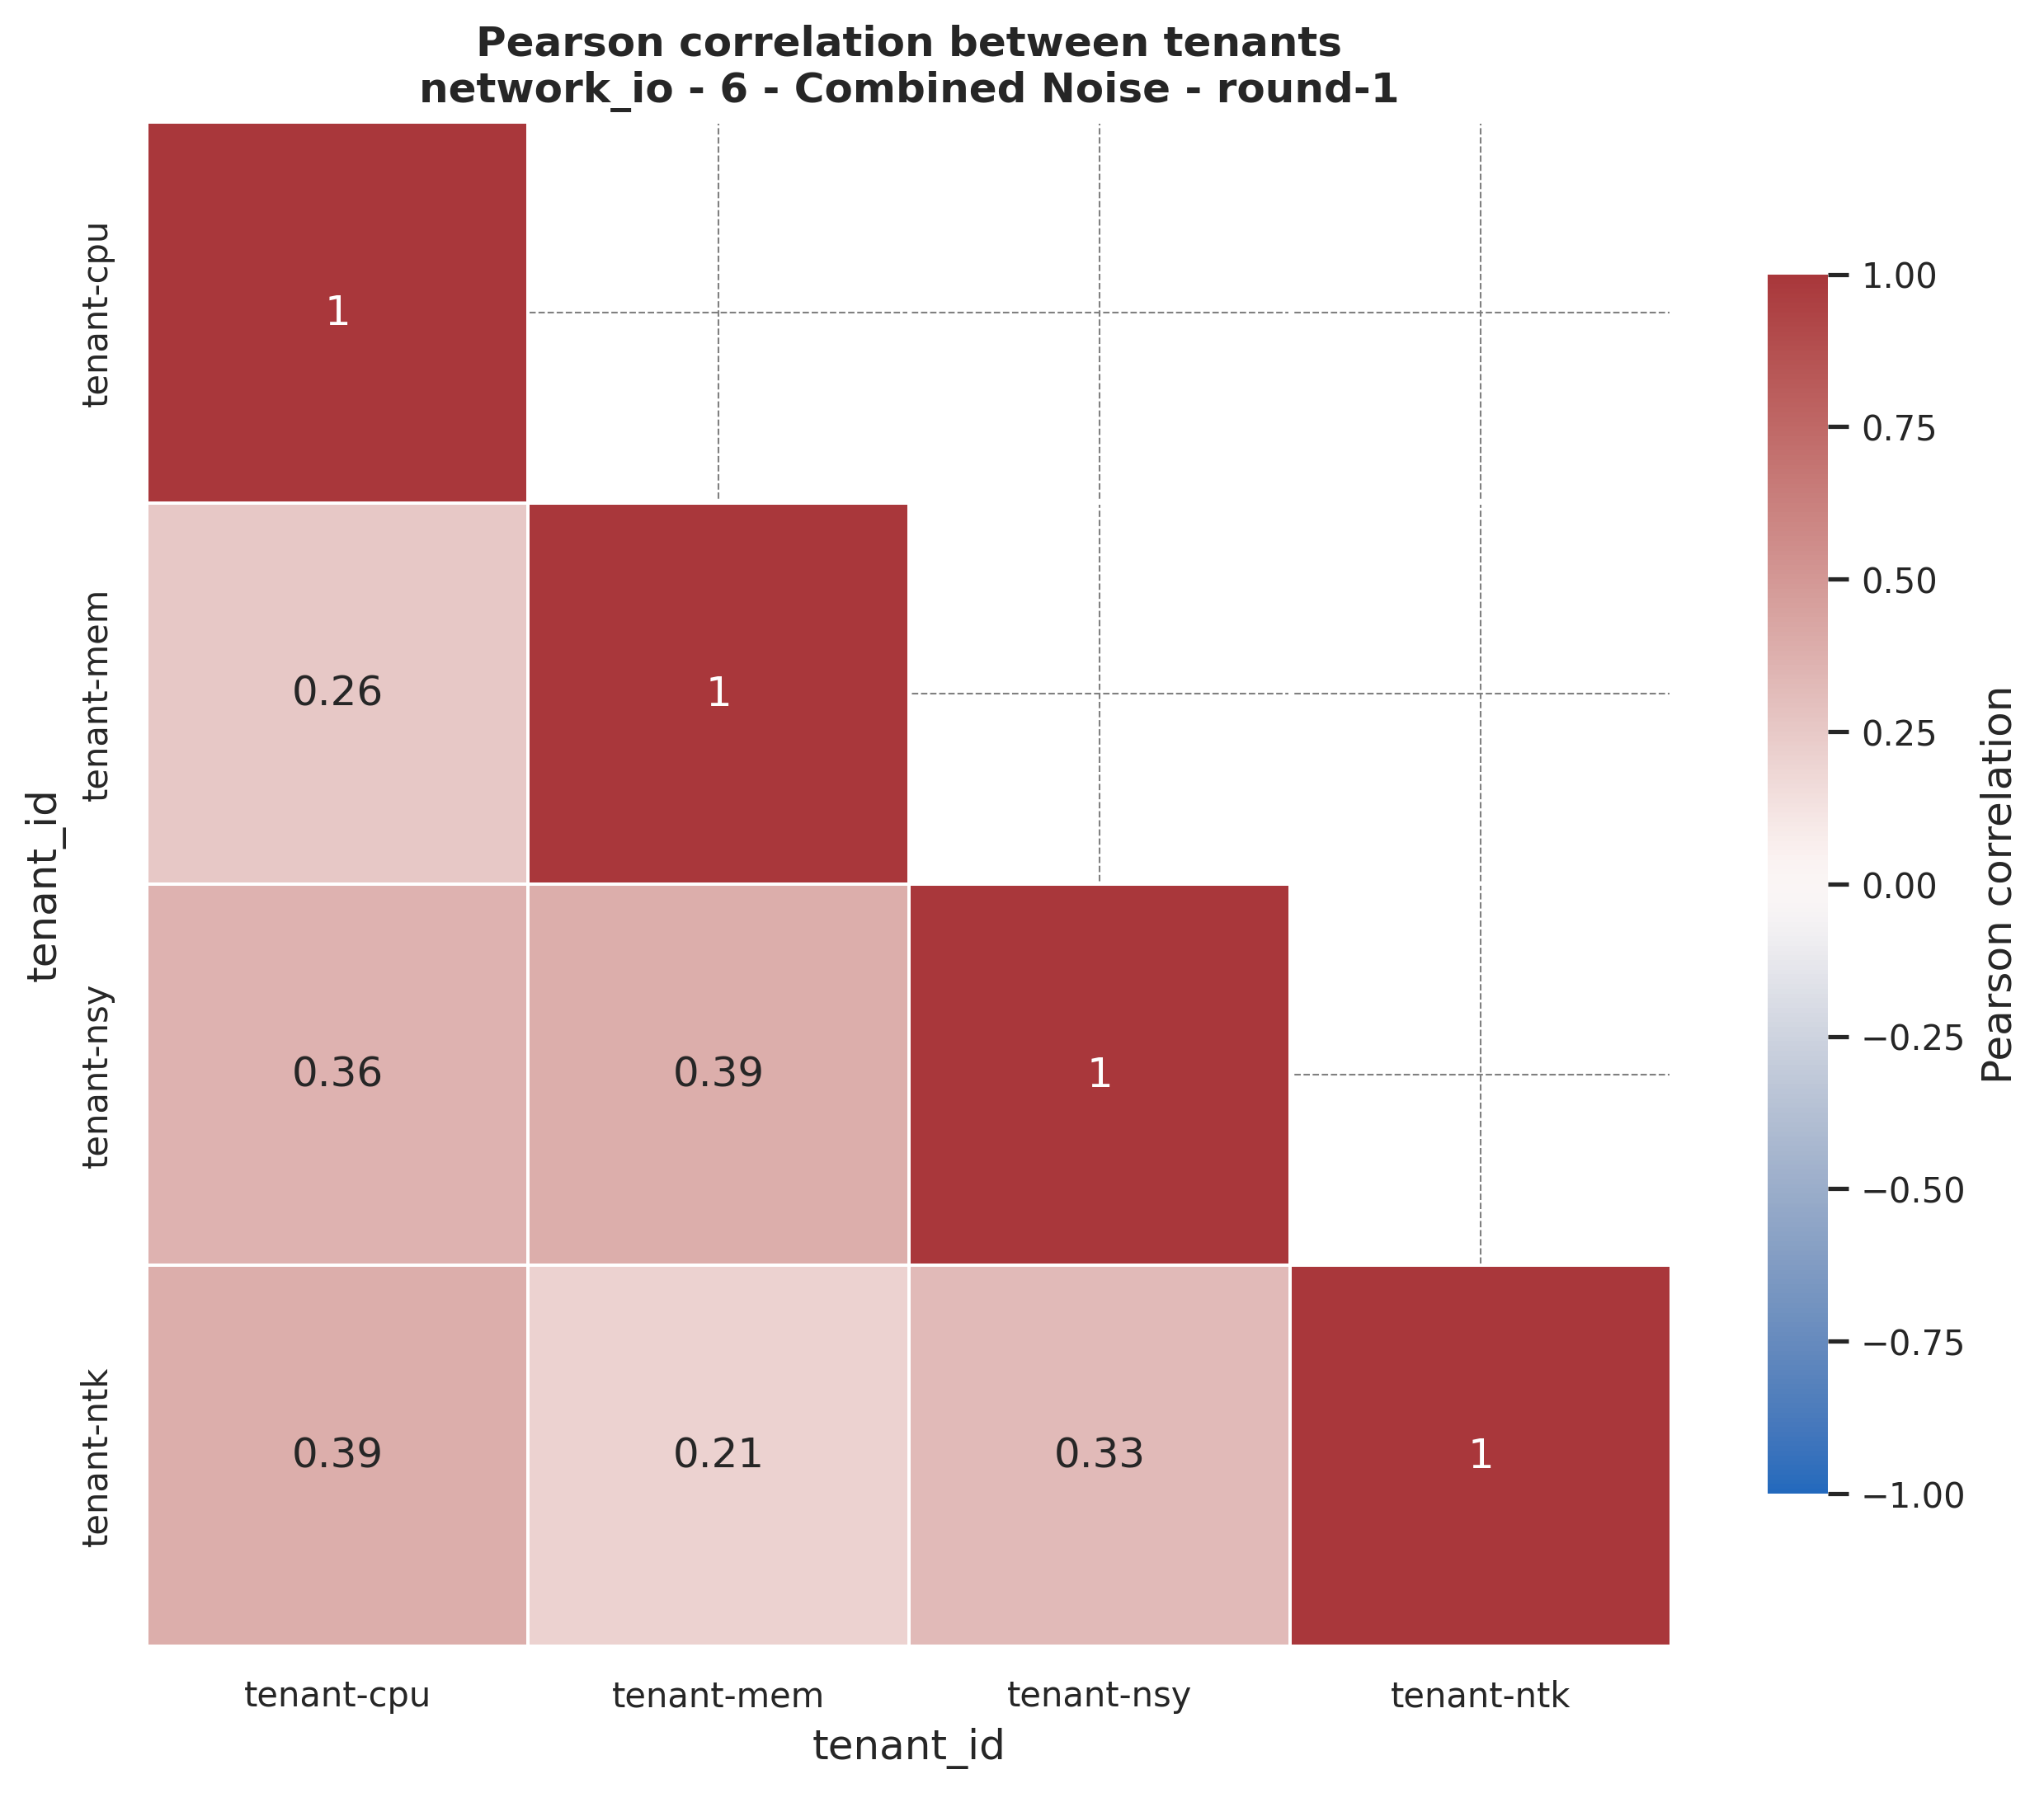 Pearson correlation between tenants
network_io - 6 - Combined Noise - round-1
tenant_id
tenant-cpu
1
tenant-mem
0.26
1
tenant-nsy
0.36
0.39
1
tenant-ntk
0.39
0.21
0.33
1
tenant-cpu
tenant-mem
tenant-nsy
tenant-ntk
tenant_id
1.00
0.75
0.50
0.25
0.00
−0.25
−0.50
−0.75
−1.00
Pearson correlation